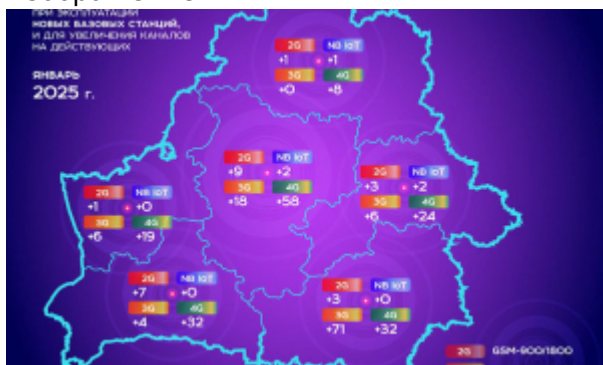 ПРИ ЭКСПЛУАТАЦИИ
НОВЫХ БАЗОВЫХ СТАНЦИЙ,
И ДЛЯ УВЕЛИЧЕНИЯ КАНАЛОВ
НА ДЕЙСТВУЮЩИХ
ЯНВАРЬ
2025 г.
2G NB IoT
+1 +1
3G 4G
+0 +8
2G NB IoT
+9 +2
3G 4G
+18 +58
2G NB IoT
+3 +2
3G 4G
+6 +24
2G NB IoT
+1 +0
3G 4G
+6 +19
2G NB IoT
+7 +0
3G 4G
+4 +32
2G NB IoT
+3 +0
3G 4G
+71 +32
2G GSM-900/1800